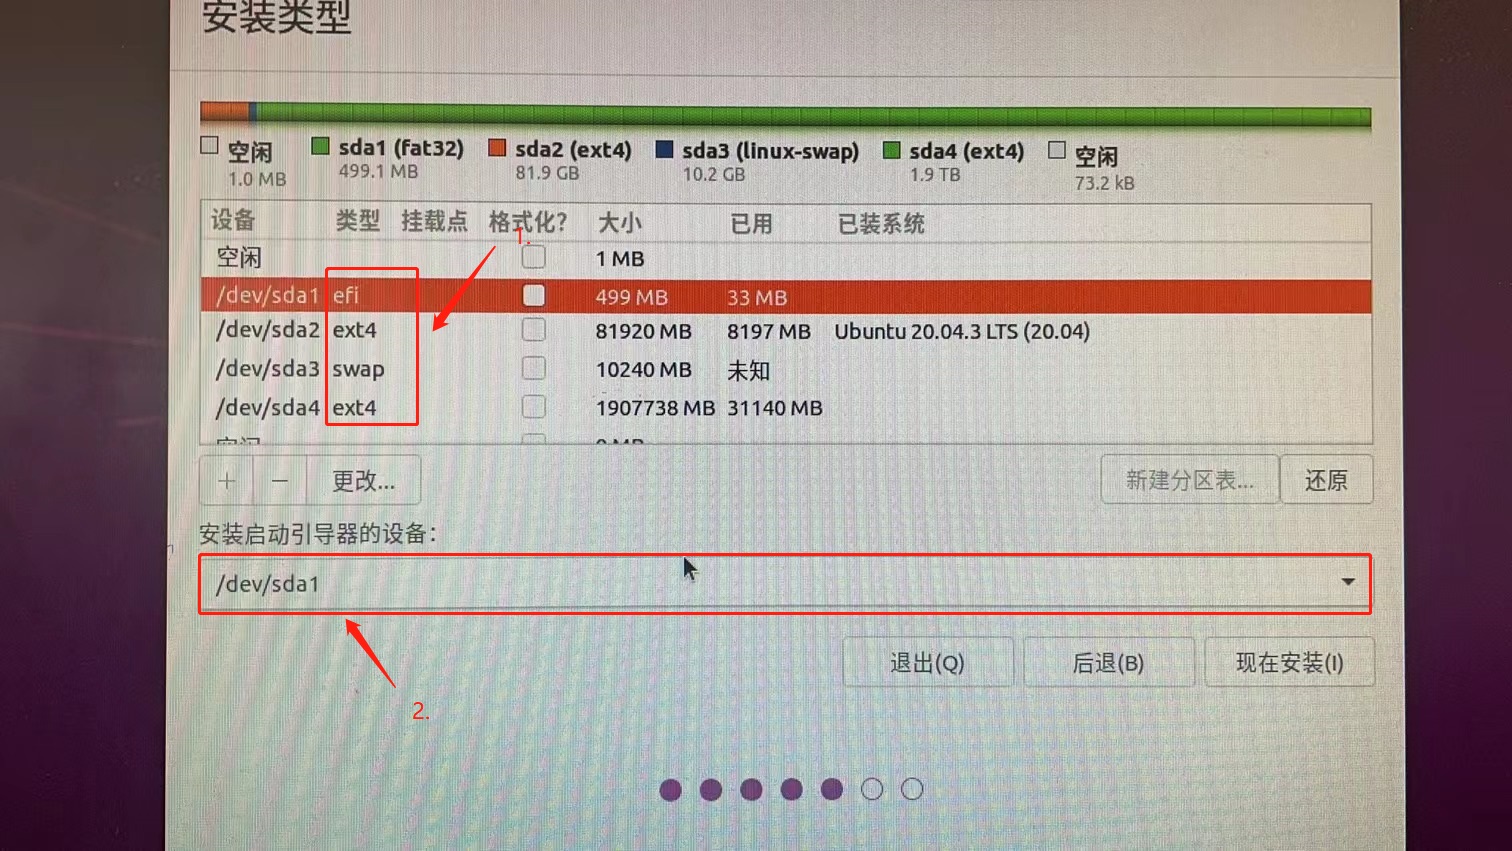 安装类型
空闲 sda1 (fat32) sda2 (ext4) sda3 (linux-swap) sda4 (ext4) 空闲
1.0 MB 499.1 MB 81.9 GB 10.2 GB 1.9 TB 73.2 kB
设备 类型 挂载点 格式化? 大小 已用 已装系统
1.
空闲 1 MB
/dev/sda1 efi 499 MB 33 MB
/dev/sda2 ext4 81920 MB 8197 MB Ubuntu 20.04.3 LTS (20.04)
/dev/sda3 swap 10240 MB 未知
/dev/sda4 ext4 1907738 MB 31140 MB
空闲 0 MB
+ − 更改... 新建分区表... 还原
安装启动引导器的设备：
/dev/sda1
退出(Q) 后退(B) 现在安装(I)
2.